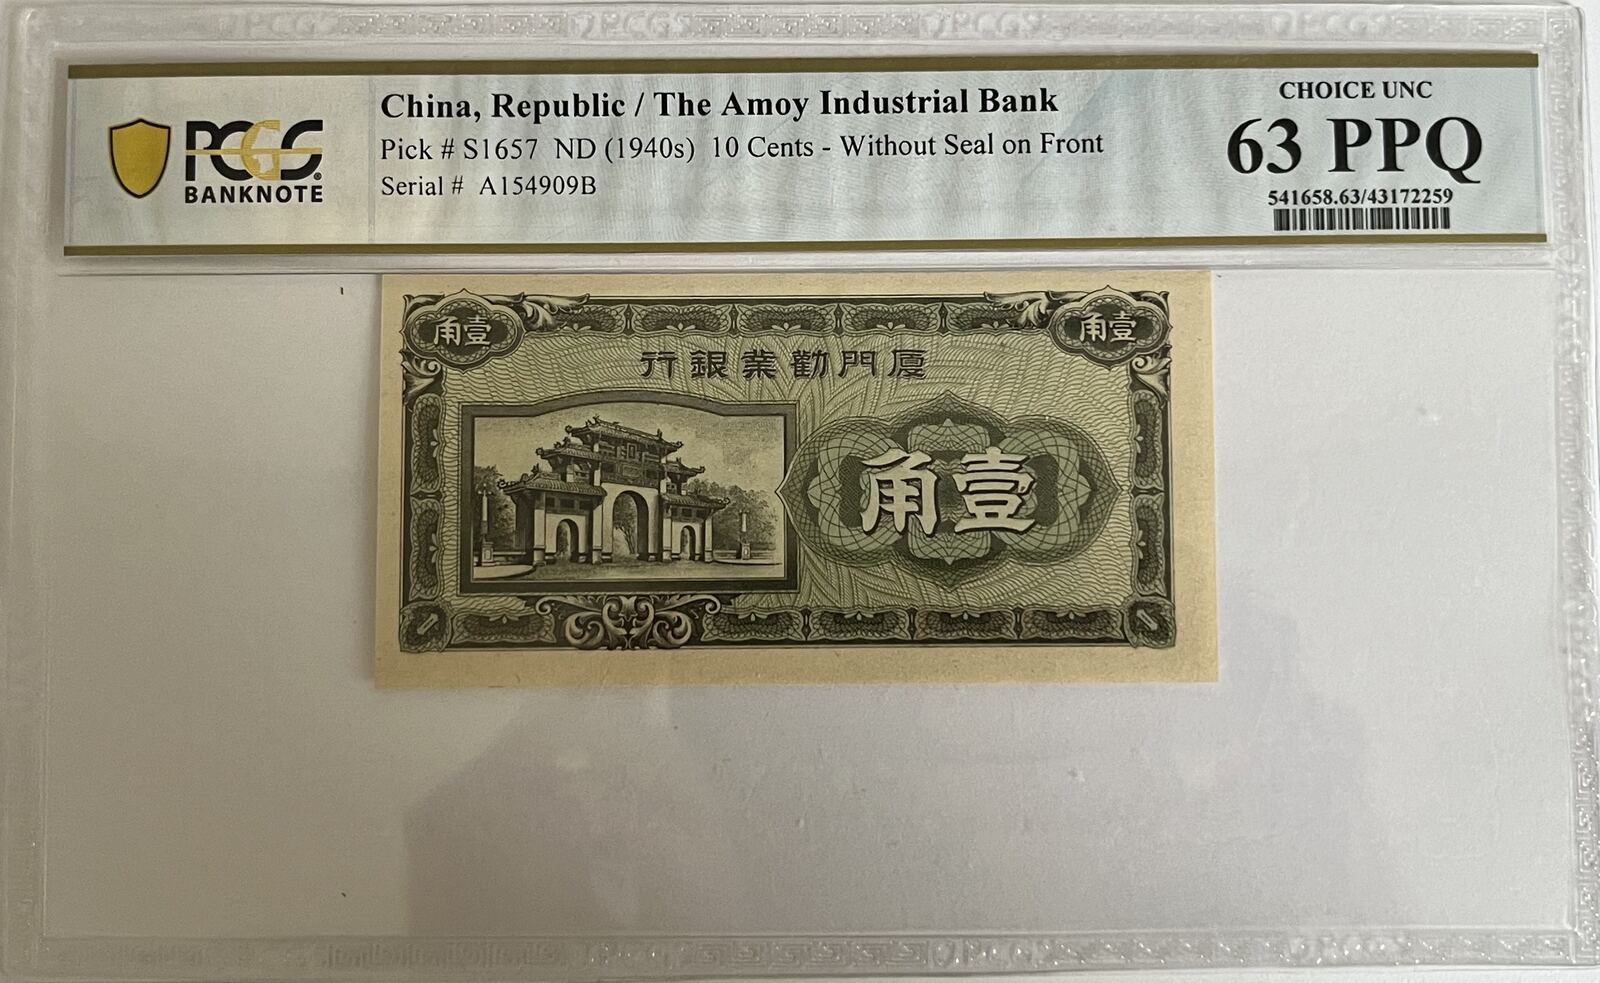 PCGS
BANKNOTE
China, Republic / The Amoy Industrial Bank
Pick # S1657 ND (1940s) 10 Cents - Without Seal on Front
Serial # A154909B
CHOICE UNC
63 PPQ
541658.63/43172259
角壹
角壹
行銀業勸門厦
角壹